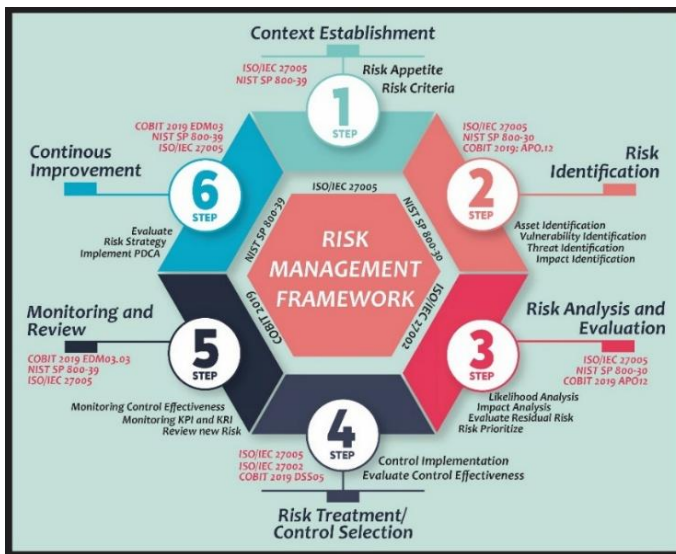 Context Establishment
ISO/IEC 27005
NIST SP 800-39
Risk Appetite
Risk Criteria
1
STEP
ISO/IEC 27005
NIST SP 800-30
COBIT 2019: APO.12
Risk
Identification
2
STEP
Asset Identification
Vulnerability Identification
Threat Identification
Impact Identification
Risk Analysis and
Evaluation
ISO/IEC 27005
NIST SP 800-30
COBIT 2019 APO12
3
STEP
Likelihood Analysis
Impact Analysis
Evaluate Residual Risk
Risk Prioritize
4
STEP
ISO/IEC 27005
ISO/IEC 27002
COBIT 2019 DSS05
Control Implementation
Evaluate Control Effectiveness
Risk Treatment/
Control Selection
Monitoring and
Review
COBIT 2019 EDM03.03
NIST SP 800-39
ISO/IEC 27005
5
STEP
Monitoring Control Effectiveness
Monitoring KPI and KRI
Review new Risk
COBIT 2019 EDM03
NIST SP 800-39
ISO/IEC 27005
Continous
Improvement
6
STEP
Evaluate
Risk Strategy
Implement PDCA
ISO/IEC 27005
NIST SP 800-30
ISO/IEC 27002
COBIT 2019
NIST SP 800-39
RISK
MANAGEMENT
FRAMEWORK